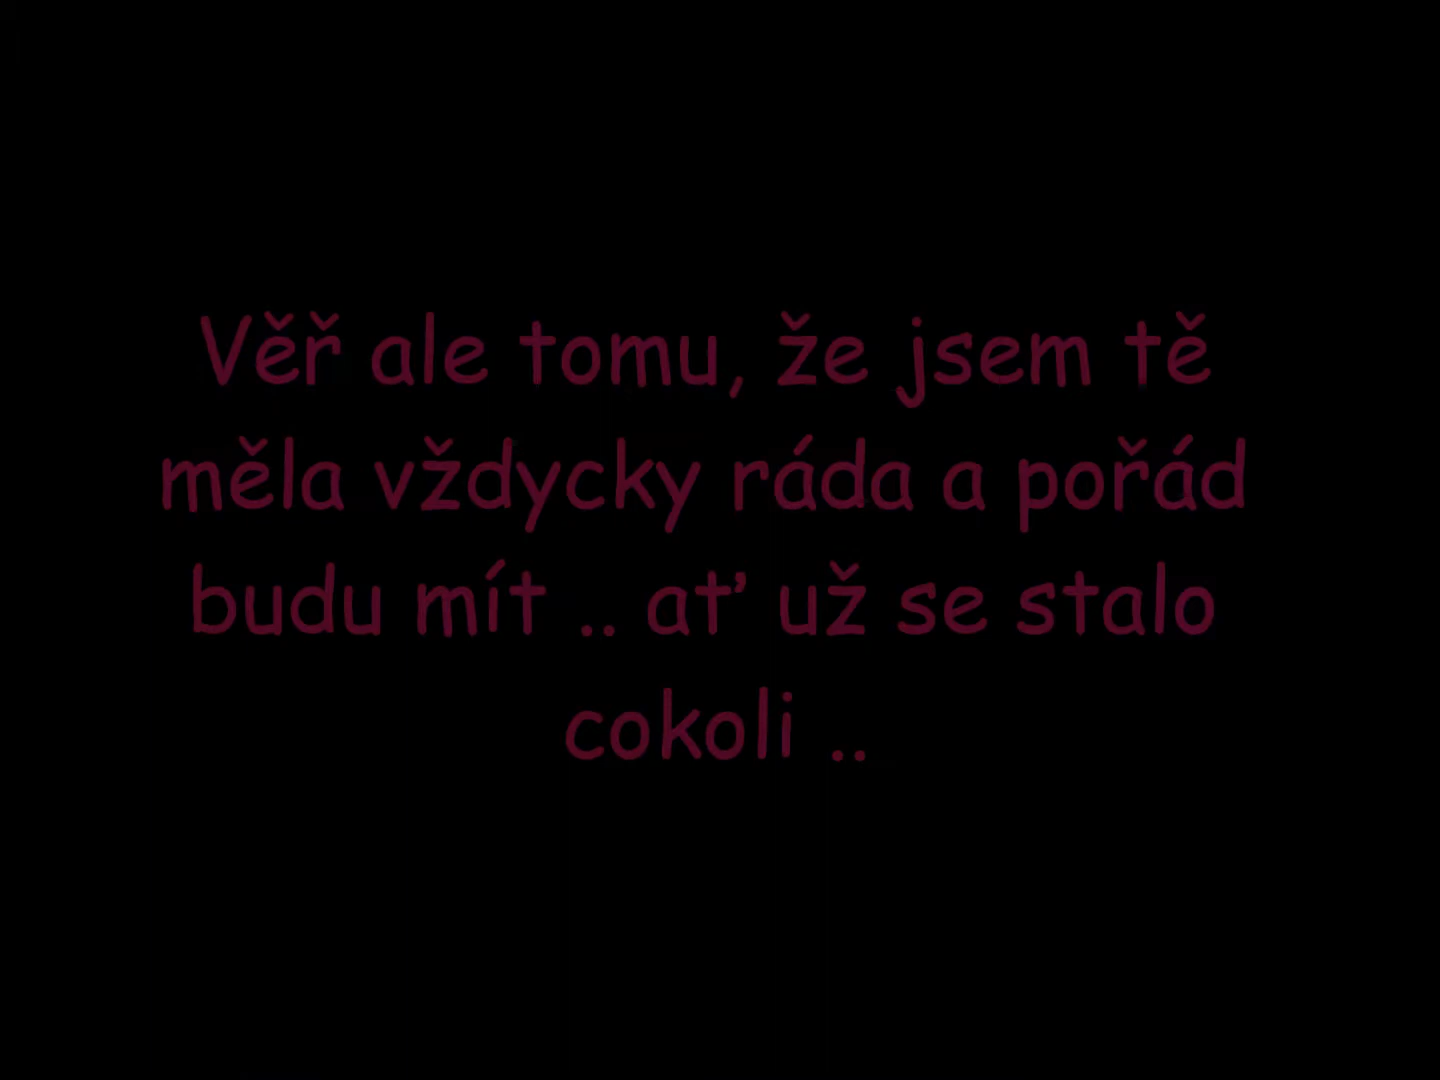 Věř ale tomu, že jsem tě
měla vždycky ráda a pořád
budu mít .. ať už se stalo
cokoli ..